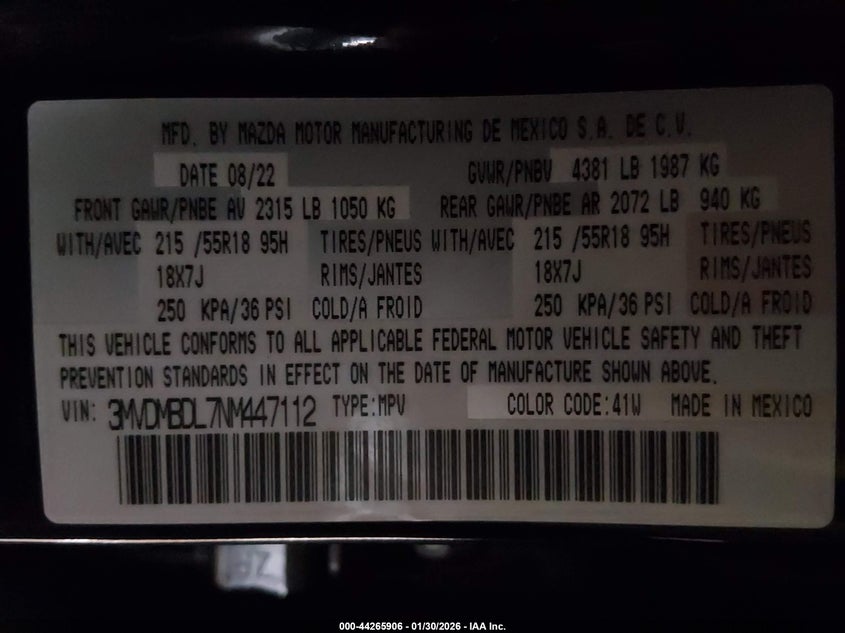 MFD. BY MAZDA MOTOR MANUFACTURING DE MEXICO S.A. DE C.V.
DATE 08/22 GVWR/PNBV 4381 LB 1987 KG
FRONT GAWR/PNBE AV 2315 LB 1050 KG REAR GAWR/PNBE AR 2072 LB 940 KG
WITH/AVEC 215 /55R18 95H TIRES/PNEUS WITH/AVEC 215 /55R18 95H TIRES/PNEUS
18X7J RIMS/JANTES 18X7J RIMS/JANTES
250 KPA/36 PSI COLD/A FROID 250 KPA/36 PSI COLD/A FROID
THIS VEHICLE CONFORMS TO ALL APPLICABLE FEDERAL MOTOR VEHICLE SAFETY AND THEFT
PREVENTION STANDARDS IN EFFECT ON THE DATE OF MANUFACTURE SHOWN ABOVE.
VIN: 3MVDMBDL7NM447112 TYPE:MPV COLOR CODE:41W MADE IN MEXICO
000-44265906 - 01/30/2026 - IAA Inc.